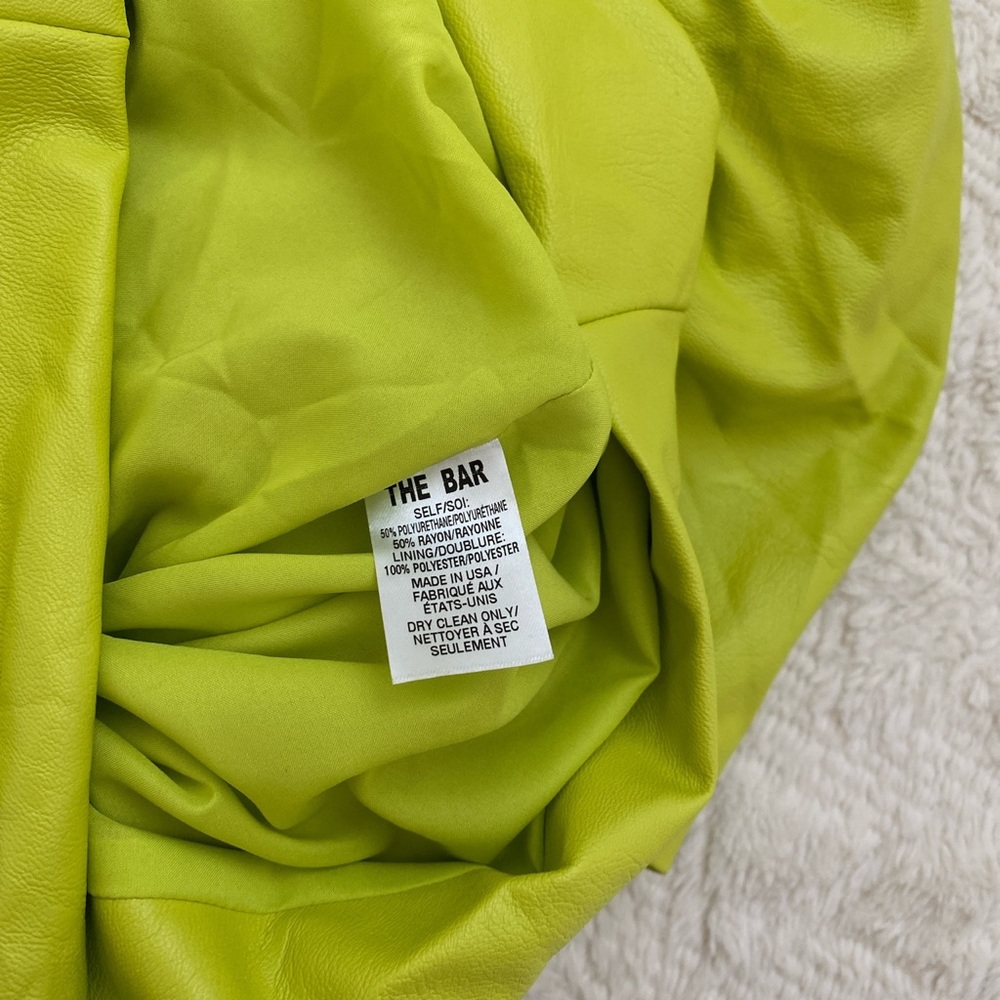 THE BAR
SELF/SOI:
50% POLYURETHANE/POLYURÉTHANE
50% RAYON/RAYONNE
LINING/DOUBLURE:
100% POLYESTER/POLYESTER
MADE IN USA /
FABRIQUÉ AUX
ÉTATS-UNIS
DRY CLEAN ONLY/
NETTOYER À SEC
SEULEMENT